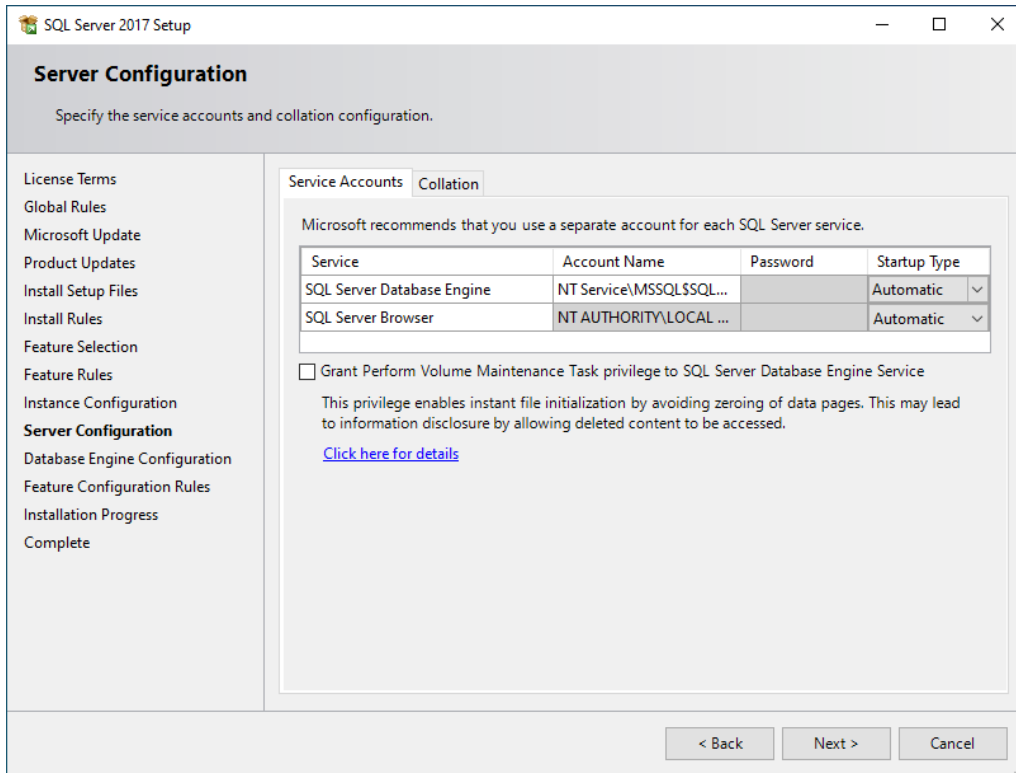 SQL Server 2017 Setup
Server Configuration
Specify the service accounts and collation configuration.
License Terms
Global Rules
Microsoft Update
Product Updates
Install Setup Files
Install Rules
Feature Selection
Feature Rules
Instance Configuration
Server Configuration
Database Engine Configuration
Feature Configuration Rules
Installation Progress
Complete
Service Accounts Collation
Microsoft recommends that you use a separate account for each SQL Server service.
Service Account Name Password Startup Type
SQL Server Database Engine NT Service\MSSQL$SQL... Automatic
SQL Server Browser NT AUTHORITY\LOCAL ... Automatic
Grant Perform Volume Maintenance Task privilege to SQL Server Database Engine Service
This privilege enables instant file initialization by avoiding zeroing of data pages. This may lead
to information disclosure by allowing deleted content to be accessed.
Click here for details
< Back Next > Cancel